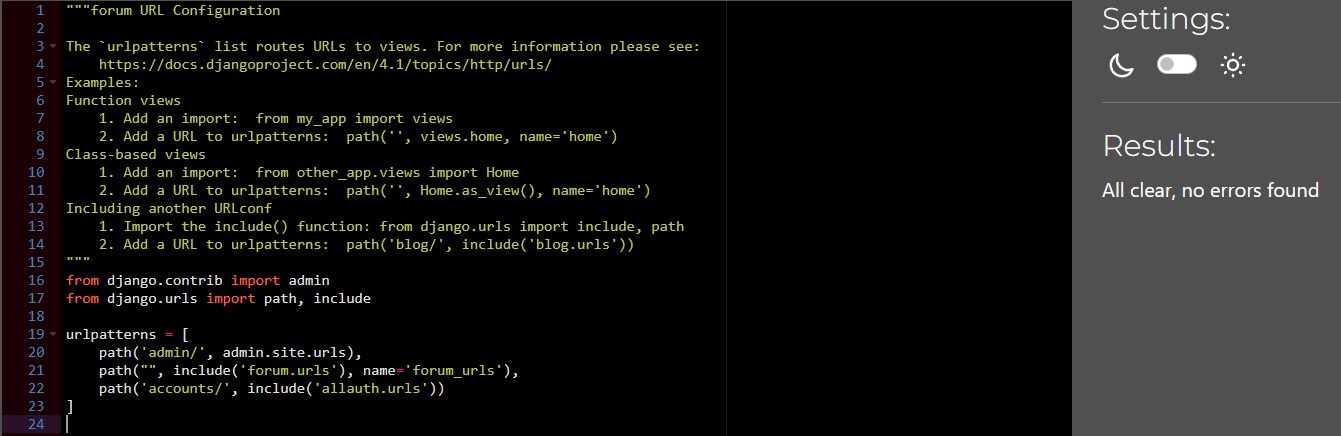 1 """forum URL Configuration
2
3 The `urlpatterns` list routes URLs to views. For more information please see:
4     https://docs.djangoproject.com/en/4.1/topics/http/urls/
5 Examples:
6 Function views
7     1. Add an import:  from my_app import views
8     2. Add a URL to urlpatterns:  path('', views.home, name='home')
9 Class-based views
10     1. Add an import:  from other_app.views import Home
11     2. Add a URL to urlpatterns:  path('', Home.as_view(), name='home')
12 Including another URLconf
13     1. Import the include() function: from django.urls import include, path
14     2. Add a URL to urlpatterns:  path('blog/', include('blog.urls'))
15 """
16 from django.contrib import admin
17 from django.urls import path, include
18
19 urlpatterns = [
20     path('admin/', admin.site.urls),
21     path("", include('forum.urls'), name='forum_urls'),
22     path('accounts/', include('allauth.urls'))
23 ]
24
Settings:
Results:
All clear, no errors found